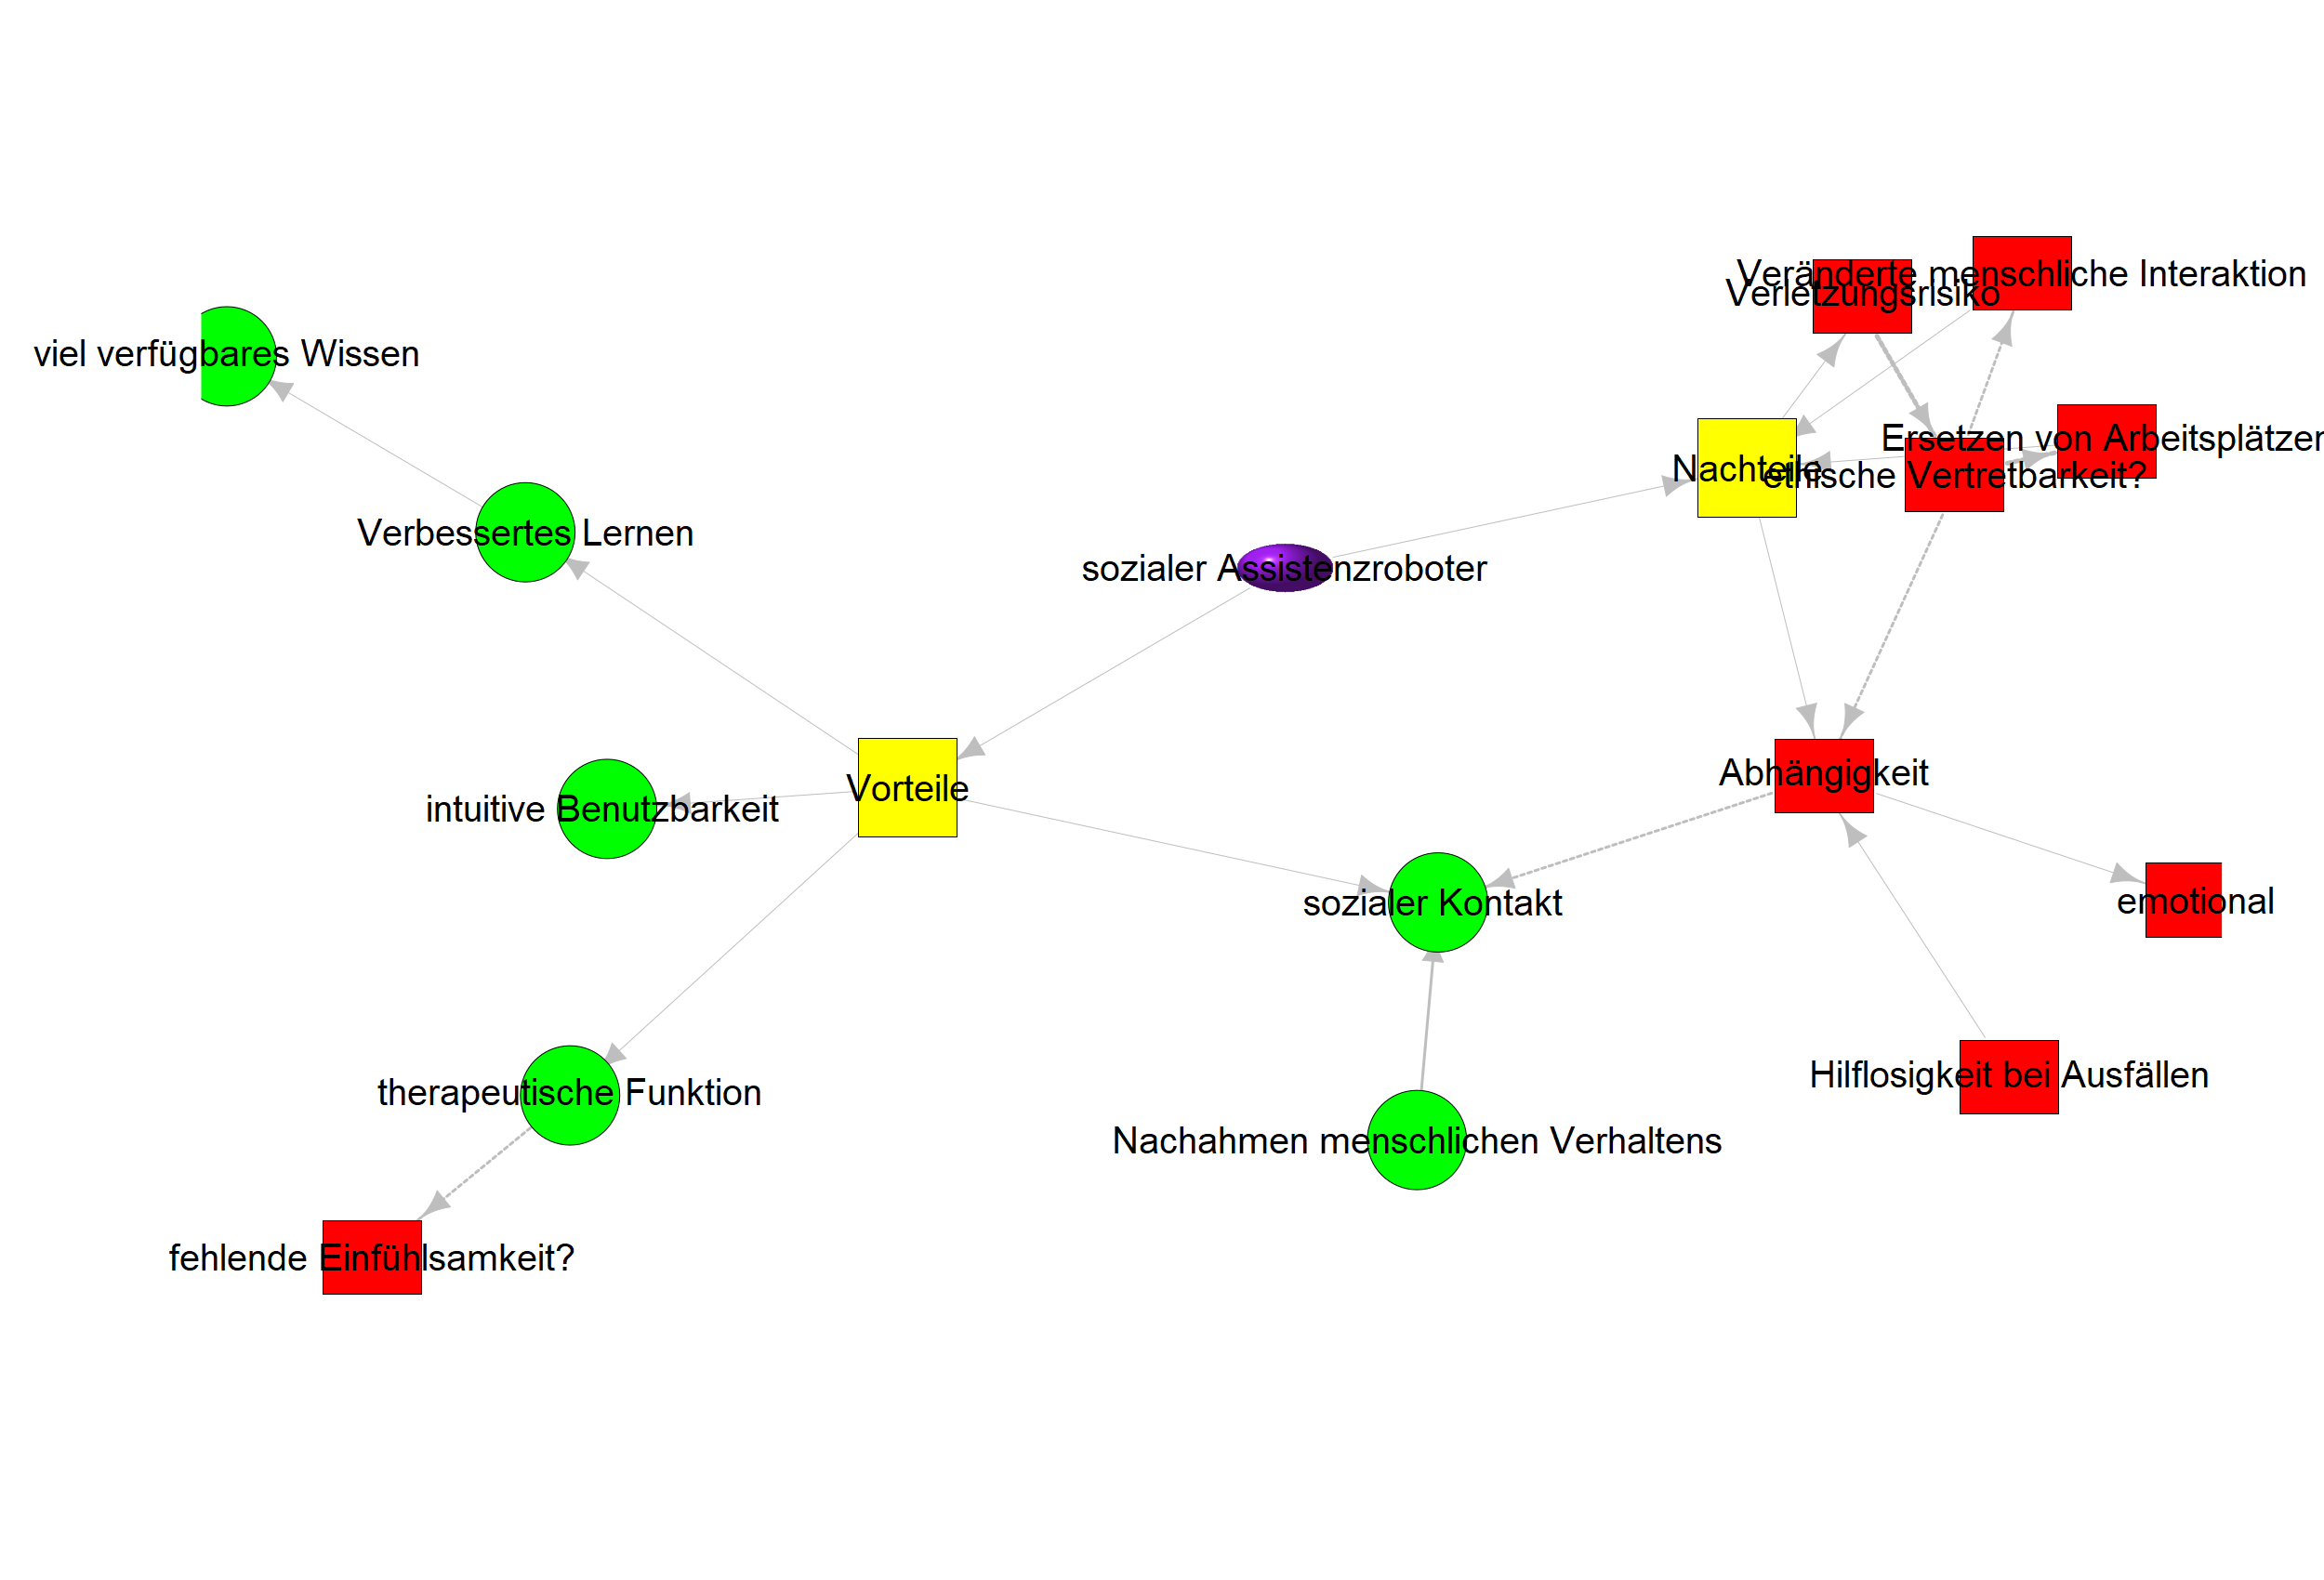 Veränderte menschliche Interaktion
Verletzungsrisiko
viel verfügbares Wissen
Ersetzen von Arbeitsplätzen
Nachteile
ethische Vertretbarkeit?
Verbessertes Lernen
sozialer Assistenzroboter
Abhängigkeit
Vorteile
intuitive Benutzbarkeit
emotional
sozialer Kontakt
Hilflosigkeit bei Ausfällen
therapeutische Funktion
Nachahmen menschlichen Verhaltens
fehlende Einfühlsamkeit?